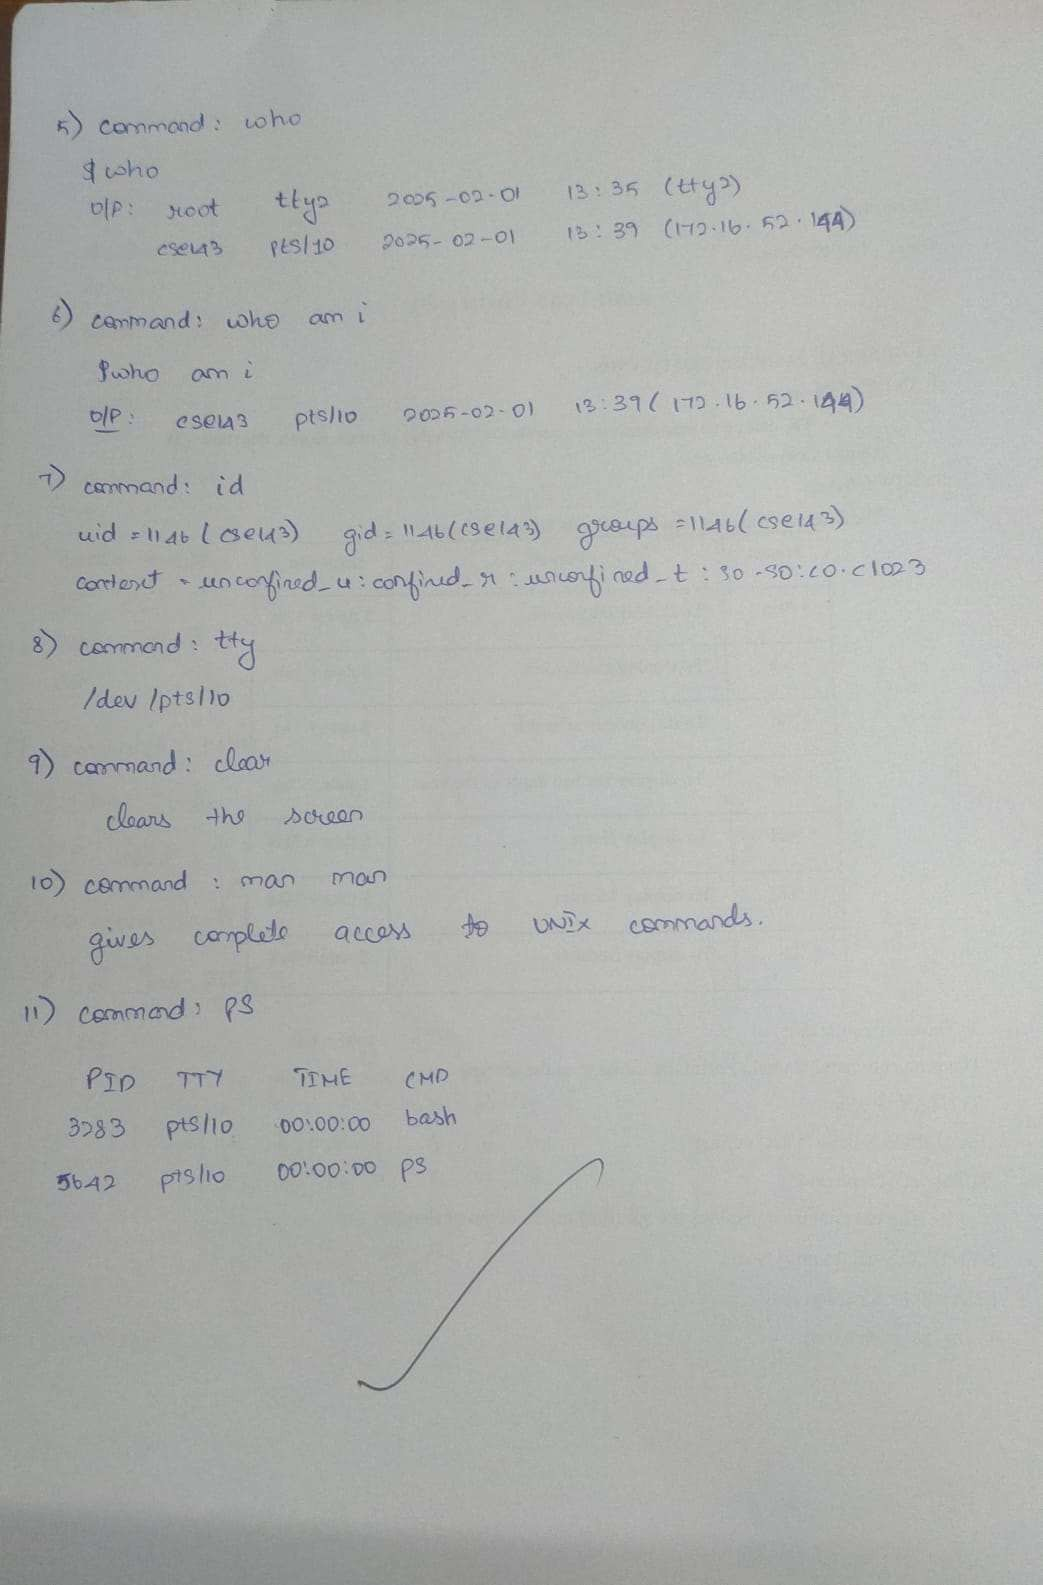 5) command: who
$ who
O/P: root tty2 2025-02-01 13:35 (tty2)
cse143 pts/10 2025-02-01 13:39 (172.16.52.144)
6) command: who am i
$who am i
O/P: cse143 pts/10 2025-02-01 13:39 (172.16.52.144)
7) command: id
uid = 1146 (cse143) gid = 1146(cse143) groups = 1146(cse143)
context = unconfined_u : confined_r : unconfined_t : s0 - s0:c0.c1023
8) command: tty
/dev /pts/10
9) command: clear
clears the screen
10) command : man man
gives complete access to UNIX commands.
11) command: ps
PID TTY TIME CMD
3283 pts/10 00:00:00 bash
5642 pts/10 00:00:00 ps